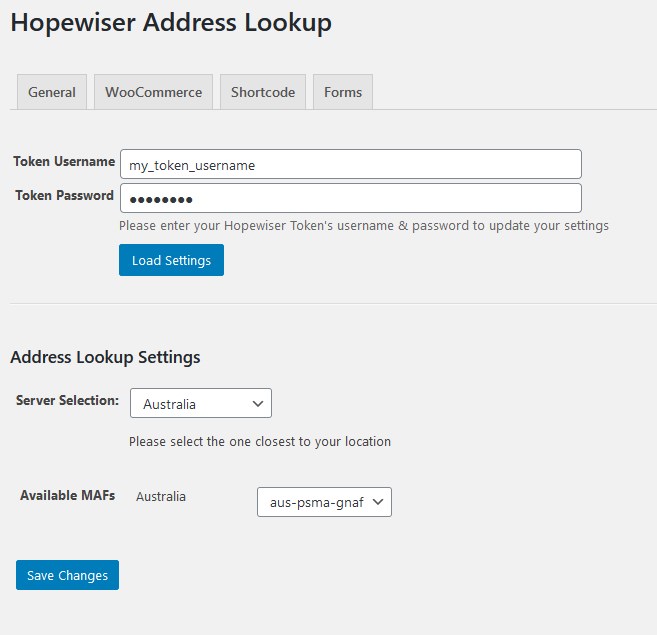 Hopewiser Address Lookup
General WooCommerce Shortcode Forms
Token Username my_token_username
Token Password ●●●●●●●●
Please enter your Hopewiser Token's username & password to update your settings
Load Settings
Address Lookup Settings
Server Selection: Australia
Please select the one closest to your location
Available MAFs Australia aus-psma-gnaf
Save Changes